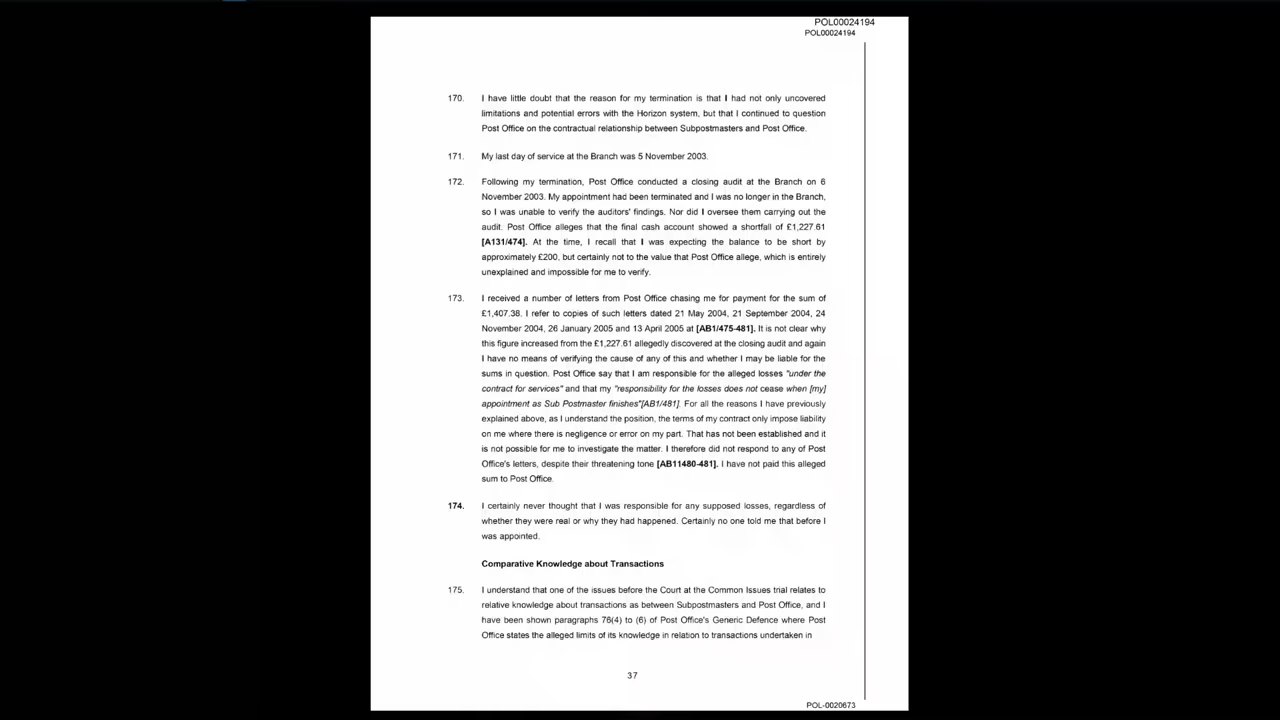 POL00024194
POL00024194
170. I have little doubt that the reason for my termination is that I had not only uncovered
limitations and potential errors with the Horizon system, but that I continued to question
Post Office on the contractual relationship between Subpostmasters and Post Office.
171. My last day of service at the Branch was 5 November 2003.
172. Following my termination, Post Office conducted a closing audit at the Branch on 6
November 2003. My appointment had been terminated and I was no longer in the Branch,
so I was unable to verify the auditors' findings. Nor did I oversee them carrying out the
audit. Post Office alleges that the final cash account showed a shortfall of £1,227.61
[A131/474]. At the time, I recall that I was expecting the balance to be short by
approximately £200, but certainly not to the value that Post Office allege, which is entirely
unexplained and impossible for me to verify.
173. I received a number of letters from Post Office chasing me for payment for the sum of
£1,407.38. I refer to copies of such letters dated 21 May 2004, 21 September 2004, 24
November 2004, 26 January 2005 and 13 April 2005 at [AB1/475-481]. It is not clear why
this figure increased from the £1,227.61 allegedly discovered at the closing audit and again
I have no means of verifying the cause of any of this and whether I may be liable for the
sums in question. Post Office say that I am responsible for the alleged losses "under the
contract for services" and that my "responsibility for the losses does not cease when [my]
appointment as Sub Postmaster finishes"[AB1/481]. For all the reasons I have previously
explained above, as I understand the position, the terms of my contract only impose liability
on me where there is negligence or error on my part. That has not been established and it
is not possible for me to investigate the matter. I therefore did not respond to any of Post
Office's letters, despite their threatening tone [AB11480-481]. I have not paid this alleged
sum to Post Office.
174. I certainly never thought that I was responsible for any supposed losses, regardless of
whether they were real or why they had happened. Certainly no one told me that before I
was appointed.
Comparative Knowledge about Transactions
175. I understand that one of the issues before the Court at the Common Issues trial relates to
relative knowledge about transactions as between Subpostmasters and Post Office, and I
have been shown paragraphs 76(4) to (6) of Post Office's Generic Defence where Post
Office states the alleged limits of its knowledge in relation to transactions undertaken in
37
POL-0020673